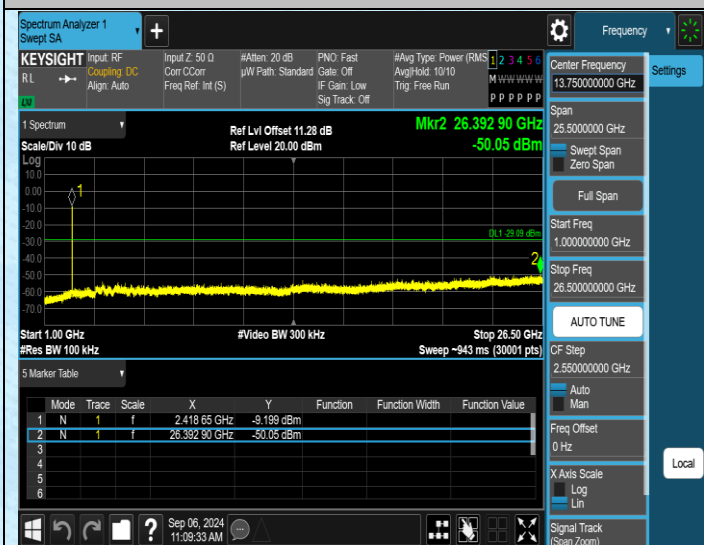 Spectrum Analyzer 1
Swept SA
+
Frequency
KEYSIGHT
RL
LXI
Input: RF
Coupling: DC
Align: Auto
Input Z: 50 Ω
Corr CCorr
Freq Ref: Int (S)
#Atten: 20 dB
µW Path: Standard
PNO: Fast
Gate: Off
IF Gain: Low
Sig Track: Off
#Avg Type: Power (RMS
Avg|Hold: 10/10
Trig: Free Run
1 2 3 4 5 6
M W W W W W
P P P P P P
1 Spectrum
Scale/Div 10 dB
Ref Lvl Offset 11.28 dB
Ref Level 20.00 dBm
Mkr2 26.392 90 GHz
-50.05 dBm
Log
10.0
0.00
-10.0
-20.0
-30.0
-40.0
-50.0
-60.0
-70.0
1
DL1 -29.09 dBm
2
Start 1.00 GHz
#Res BW 100 kHz
#Video BW 300 kHz
Stop 26.50 GHz
Sweep ~943 ms (30001 pts)
5 Marker Table
Mode Trace Scale X Y Function Function Width Function Value
1 N 1 f 2.418 65 GHz -9.199 dBm
2 N 1 f 26.392 90 GHz -50.05 dBm
3
4
5
6
Sep 06, 2024
11:09:33 AM
Center Frequency
13.750000000 GHz
Span
25.5000000 GHz
Swept Span
Zero Span
Full Span
Start Freq
1.000000000 GHz
Stop Freq
26.500000000 GHz
AUTO TUNE
CF Step
2.550000000 GHz
Auto
Man
Freq Offset
0 Hz
X Axis Scale
Log
Lin
Signal Track
(Span Zoom)
Settings
Local